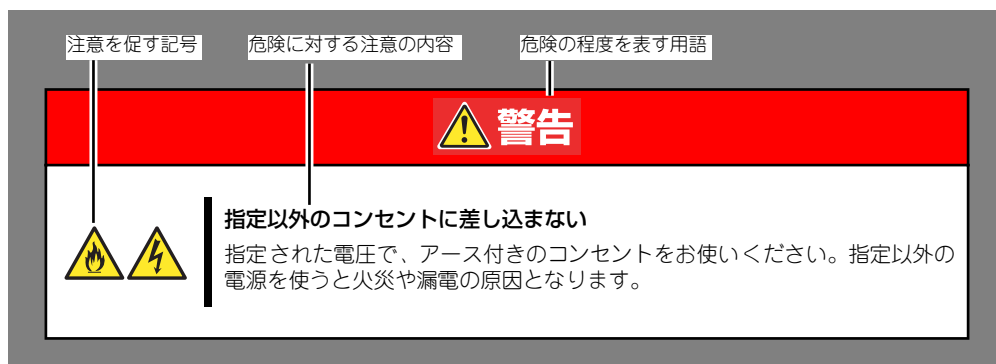 注意を促す記号
危険に対する注意の内容
危険の程度を表す用語
警告
指定以外のコンセントに差し込まない
指定された電圧で、アース付きのコンセントをお使いください。指定以外の
電源を使うと火災や漏電の原因となります。